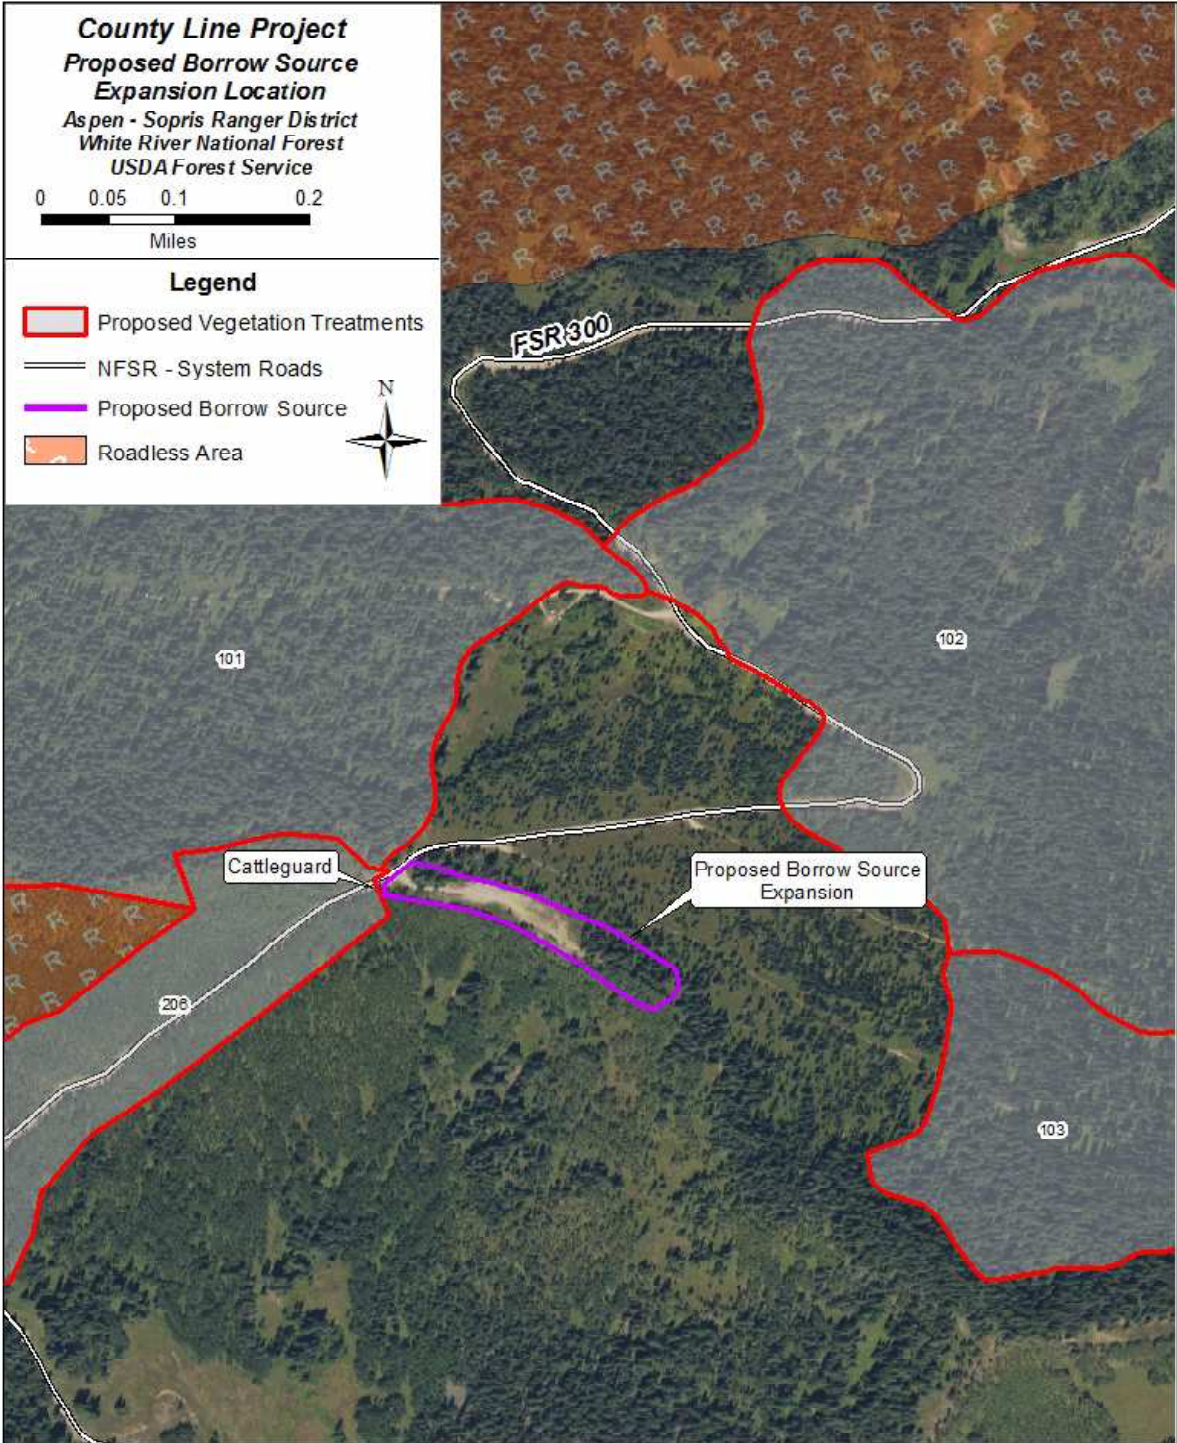 County Line Project
Proposed Borrow Source
Expansion Location
Aspen - Sopris Ranger District
White River National Forest
USDA Forest Service
0 0.05 0.1 0.2
Miles
Legend
Proposed Vegetation Treatments
NFSR - System Roads
Proposed Borrow Source
Roadless Area
N
FSR 300
101
102
Cattleguard
Proposed Borrow Source
Expansion
206
103